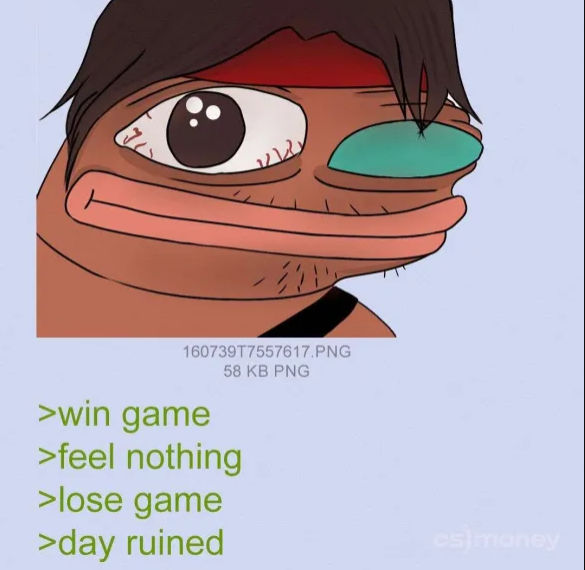 160739T7557617.PNG
58 KB PNG
>win game
>feel nothing
>lose game
>day ruined
cs}money